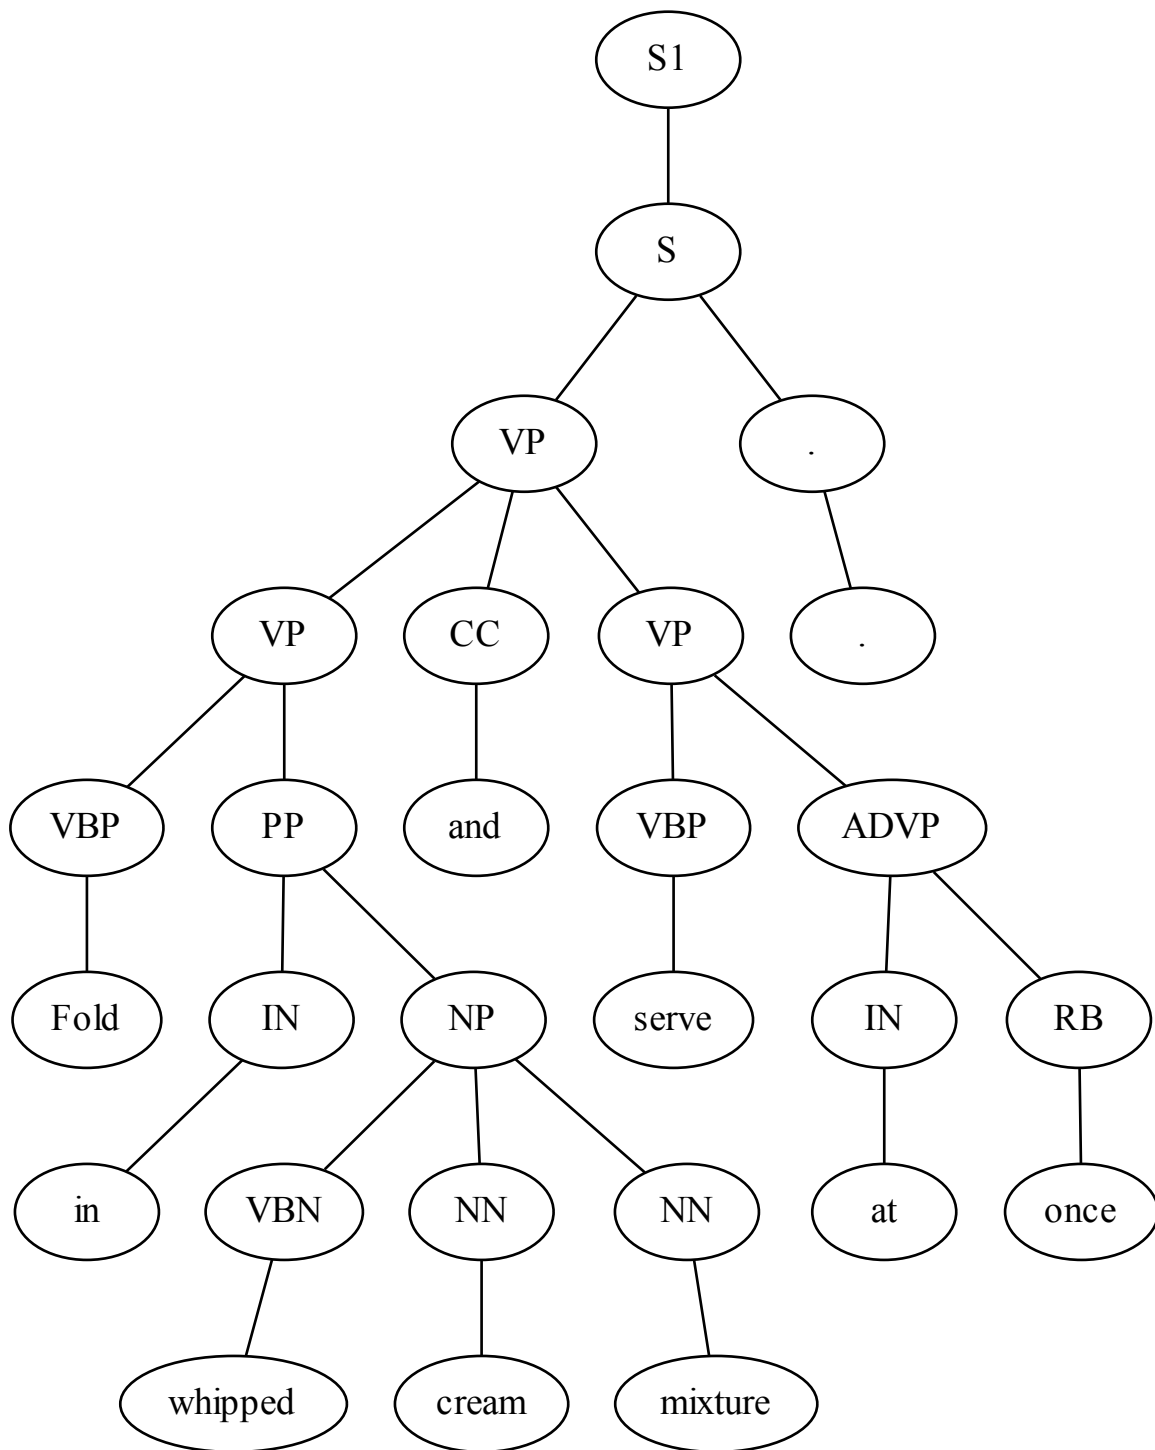 S1
S
VP .
VP CC VP .
VBP PP and VBP ADVP
Fold IN NP serve IN RB
in VBN NN NN at once
whipped cream mixture